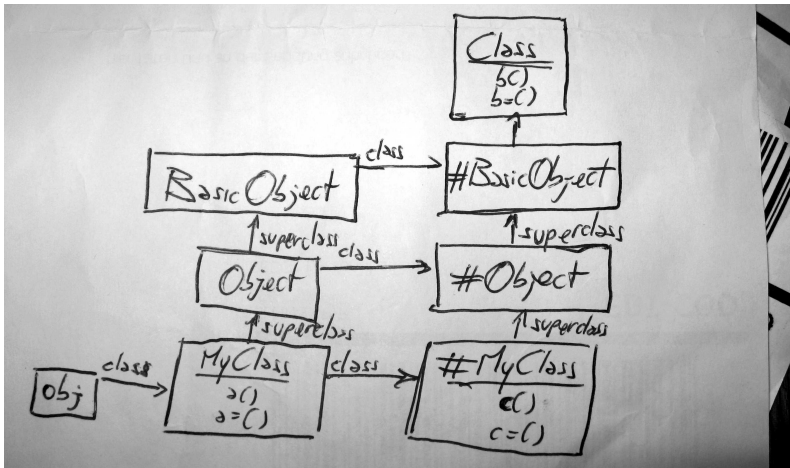 Class
b()
b=()
class
BasicObject
#BasicObject
superclass
superclass
class
Object
#Object
superclass
superclass
MyClass
a()
a=()
class
#MyClass
c()
c=()
class
obj